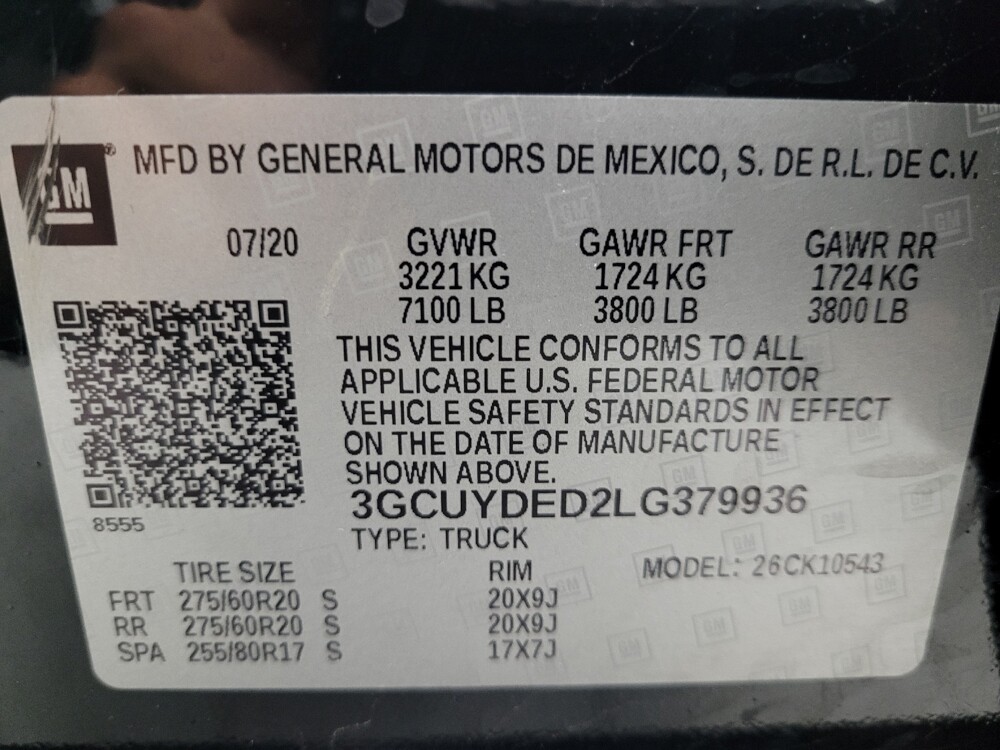 GM® MFD BY GENERAL MOTORS DE MEXICO, S. DE R.L. DE C.V.
07/20 GVWR GAWR FRT GAWR RR
3221 KG 1724 KG 1724 KG
7100 LB 3800 LB 3800 LB
THIS VEHICLE CONFORMS TO ALL
APPLICABLE U.S. FEDERAL MOTOR
VEHICLE SAFETY STANDARDS IN EFFECT
ON THE DATE OF MANUFACTURE
SHOWN ABOVE.
3GCUYDED2LG379936
8555
TYPE: TRUCK
TIRE SIZE RIM MODEL: 26CK10543
FRT 275/60R20 S 20X9J
RR 275/60R20 S 20X9J
SPA 255/80R17 S 17X7J